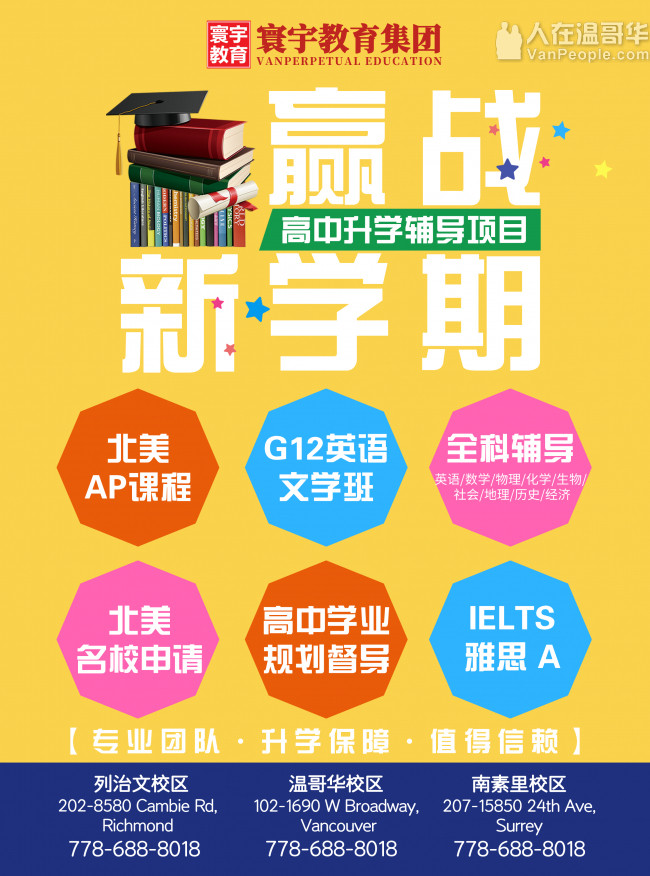 寰宇教育
寰宇教育集团
VANPERPETUAL EDUCATION
人在温哥华
VanPeople.com
赢战
高中升学辅导项目
新学期
北美
AP课程
G12英语
文学班
全科辅导
英语/数学/物理/化学/生物/
社会/地理/历史/经济
北美
名校申请
高中学业
规划督导
IELTS
雅思 A
【专业团队·升学保障·值得信赖】
列治文校区
202-8580 Cambie Rd,
Richmond
778-688-8018
温哥华校区
102-1690 W Broadway,
Vancouver
778-688-8018
南素里校区
207-15850 24th Ave,
Surrey
778-688-8018